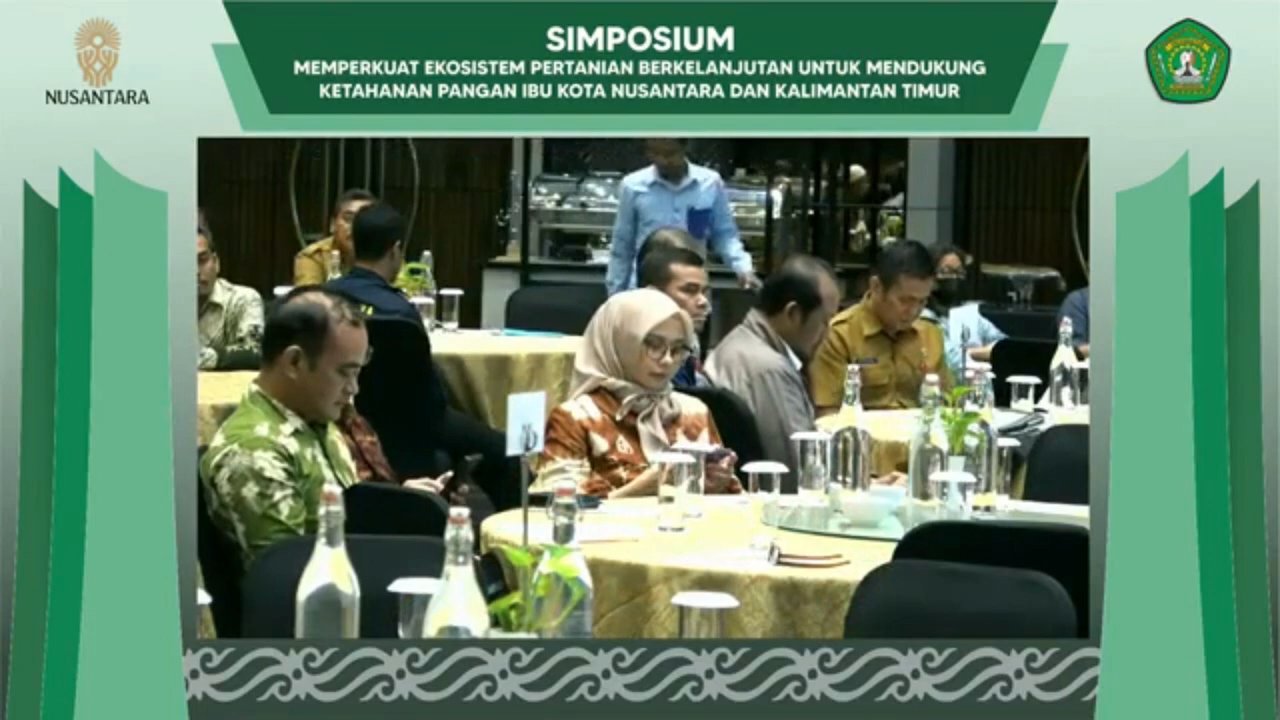 SIMPOSIUM
MEMPERKUAT EKOSISTEM PERTANIAN BERKELANJUTAN UNTUK MENDUKUNG
KETAHANAN PANGAN IBU KOTA NUSANTARA DAN KALIMANTAN TIMUR
NUSANTARA